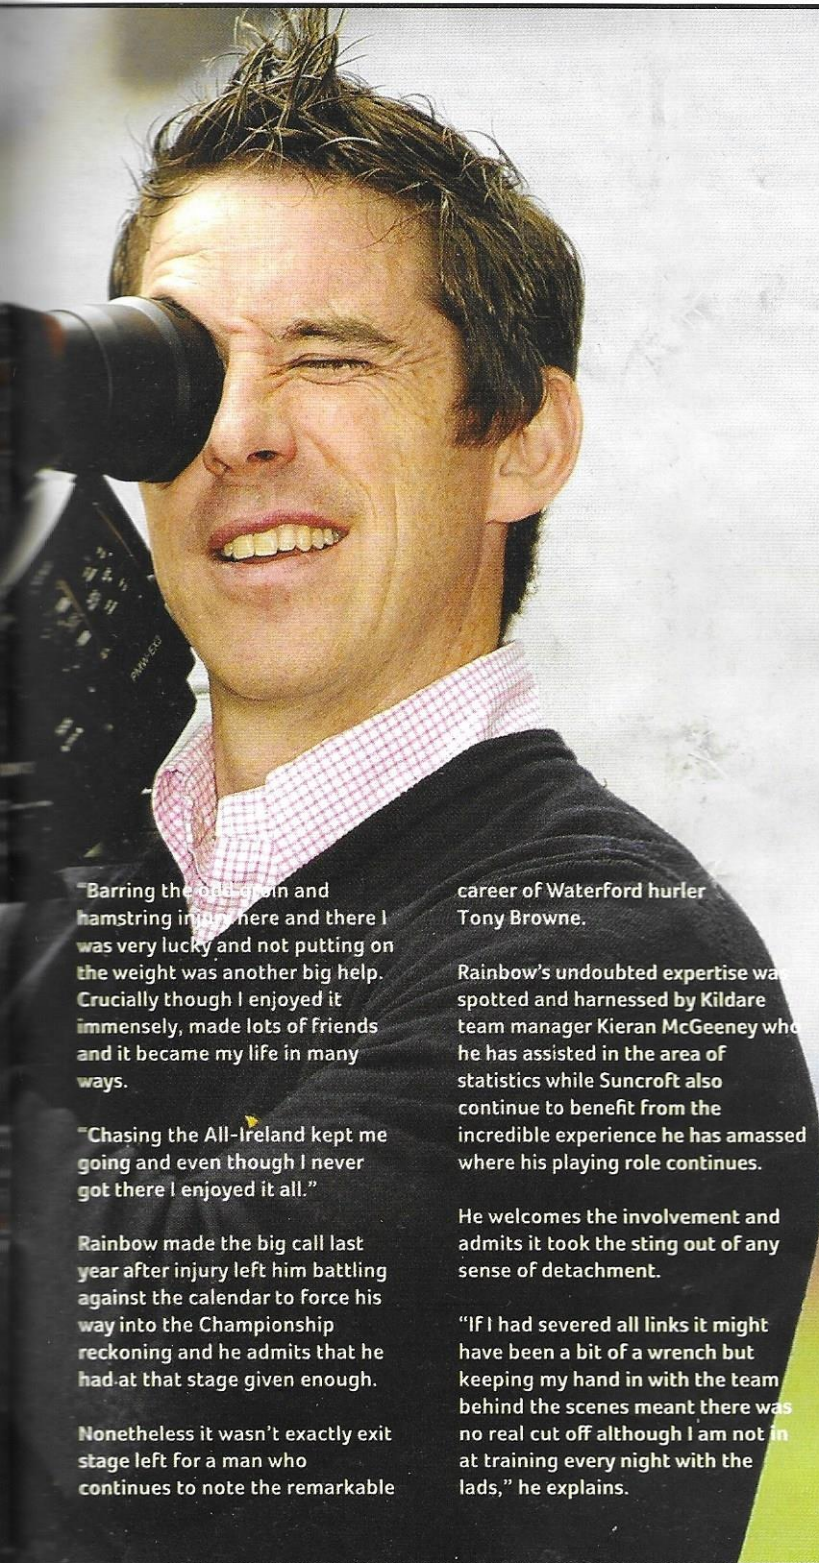 PMW-EX3
“Barring the odd groin and
hamstring injury here and there I
was very lucky and not putting on
the weight was another big help.
Crucially though I enjoyed it
immensely, made lots of friends
and it became my life in many
ways.
“Chasing the All-Ireland kept me
going and even though I never
got there I enjoyed it all.”
Rainbow made the big call last
year after injury left him battling
against the calendar to force his
way into the Championship
reckoning and he admits that he
had at that stage given enough.
Nonetheless it wasn’t exactly exit
stage left for a man who
continues to note the remarkable
career of Waterford hurler
Tony Browne.
Rainbow’s undoubted expertise was
spotted and harnessed by Kildare
team manager Kieran McGeeney who
he has assisted in the area of
statistics while Suncroft also
continue to benefit from the
incredible experience he has amassed
where his playing role continues.
He welcomes the involvement and
admits it took the sting out of any
sense of detachment.
“If I had severed all links it might
have been a bit of a wrench but
keeping my hand in with the team
behind the scenes meant there was
no real cut off although I am not in
at training every night with the
lads,” he explains.